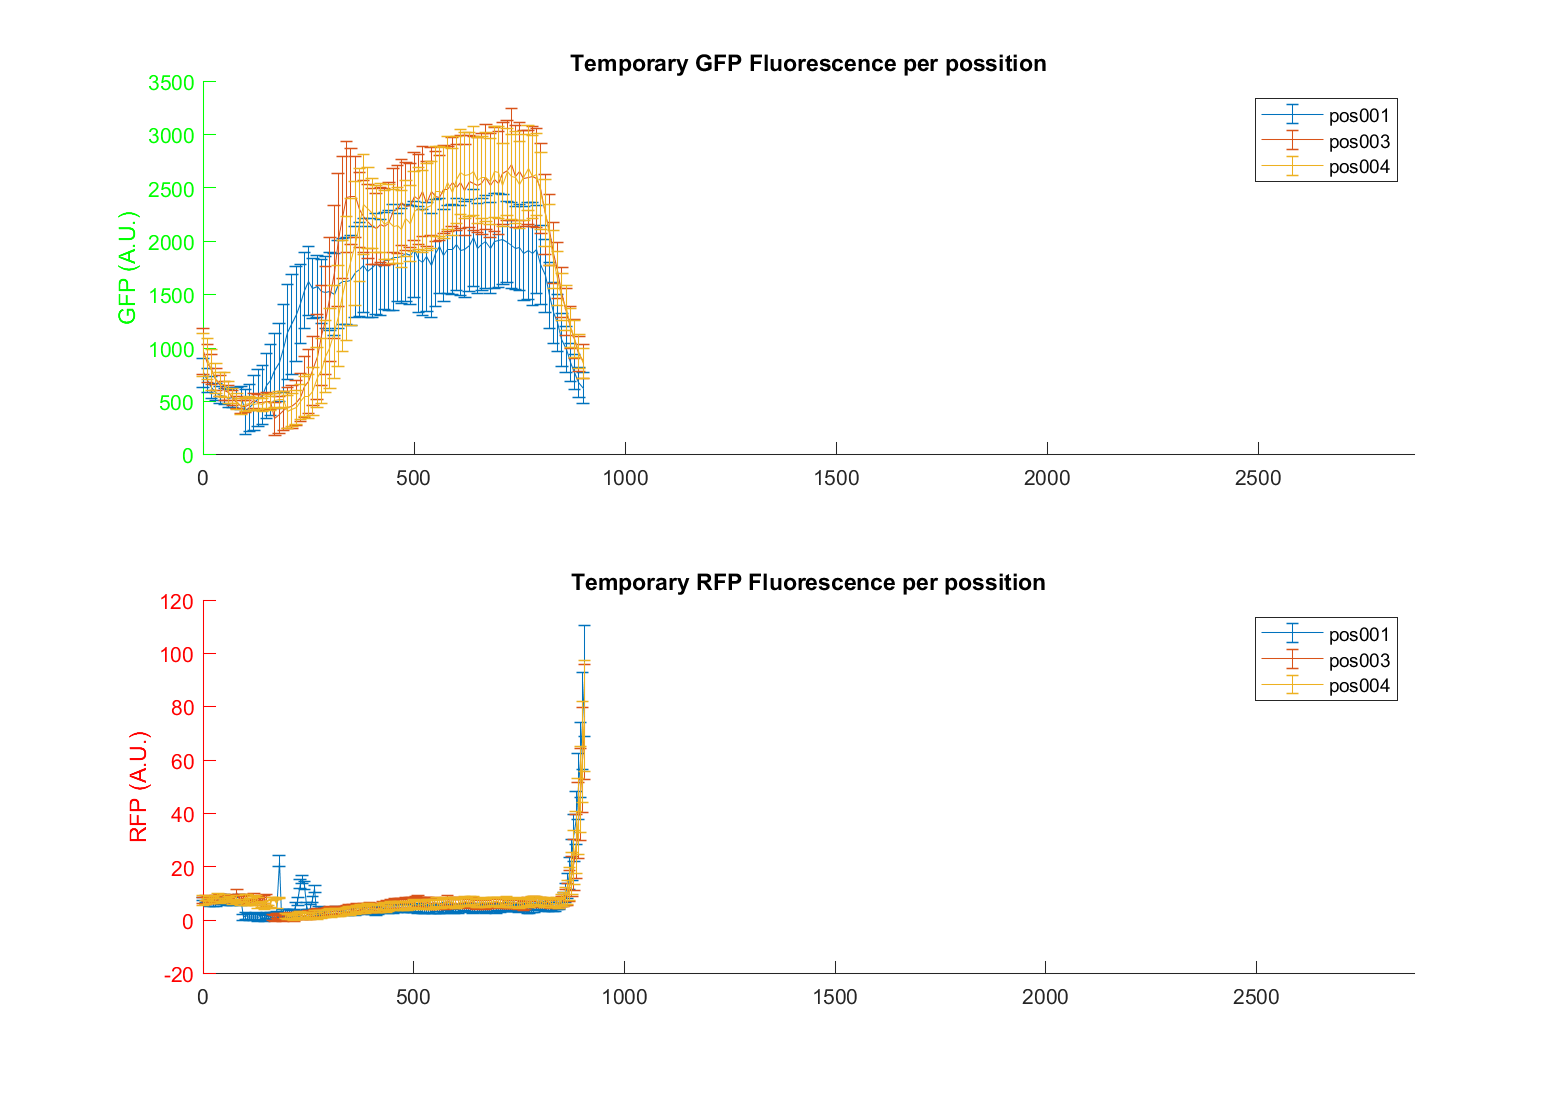 Temporary GFP Fluorescence per possition
3500
3000
2500
2000
1500
1000
500
0
GFP (A.U.)
pos001
pos003
pos004
0 500 1000 1500 2000 2500
Temporary RFP Fluorescence per possition
120
100
80
60
40
20
0
-20
RFP (A.U.)
pos001
pos003
pos004
0 500 1000 1500 2000 2500